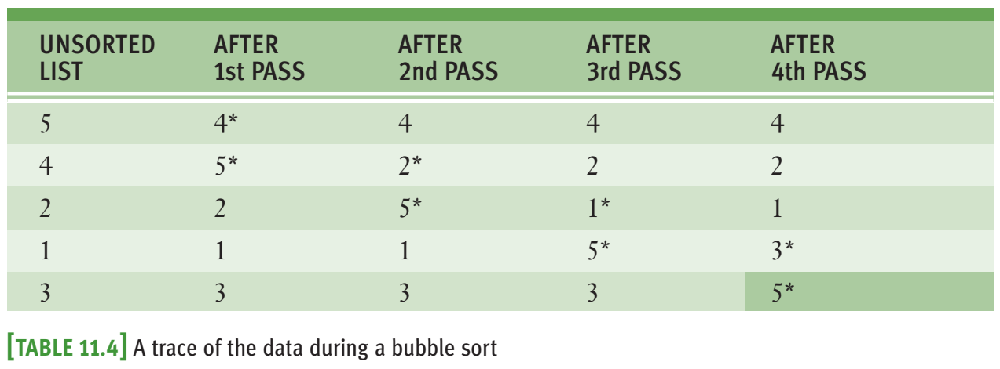 UNSORTED LIST AFTER 1st PASS AFTER 2nd PASS AFTER 3rd PASS AFTER 4th PASS
5 4* 4 4 4
4 5* 2* 2 2
2 2 5* 1* 1
1 1 1 5* 3*
3 3 3 3 5*
[TABLE 11.4] A trace of the data during a bubble sort